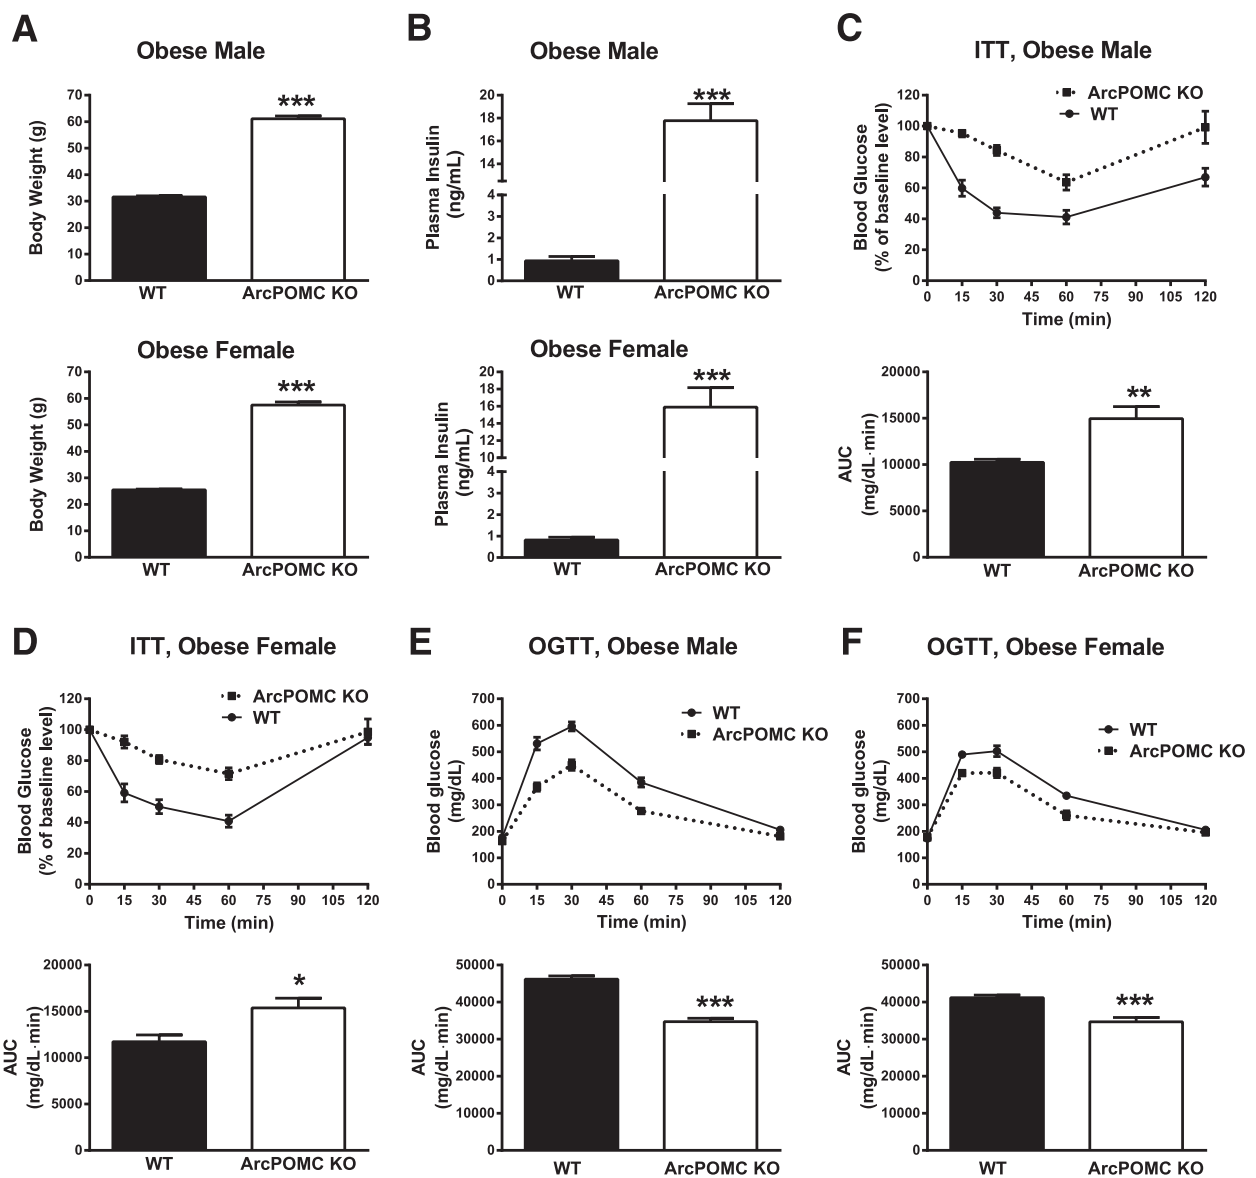 A
Obese Male
Body Weight (g)
70
60
50
40
30
20
10
0
***
WT
ArcPOMC KO
Obese Female
Body Weight (g)
70
60
50
40
30
20
10
0
***
WT
ArcPOMC KO
B
Obese Male
Plasma Insulin
(ng/mL)
20
18
16
14
4
3
2
1
0
***
WT
ArcPOMC KO
Obese Female
Plasma Insulin
(ng/mL)
20
18
16
14
12
10
4
3
2
1
0
***
WT
ArcPOMC KO
C
ITT, Obese Male
ArcPOMC KO
WT
Blood Glucose
(% of baseline level)
120
100
80
60
40
20
0
0 15 30 45 60 75 90 105 120
Time (min)
AUC
(mg/dL·min)
20000
15000
10000
5000
0
**
WT
ArcPOMC KO
D
ITT, Obese Female
ArcPOMC KO
WT
Blood Glucose
(% of baseline level)
120
100
80
60
40
20
0
0 15 30 45 60 75 90 105 120
Time (min)
AUC
(mg/dL·min)
20000
15000
10000
5000
0
*
WT
ArcPOMC KO
E
OGTT, Obese Male
WT
ArcPOMC KO
Blood glucose
(mg/dL)
700
600
500
400
300
200
100
0
0 15 30 45 60 75 90 105 120
Time (min)
AUC
(mg/dL·min)
50000
40000
30000
20000
10000
0
***
WT
ArcPOMC KO
F
OGTT, Obese Female
WT
ArcPOMC KO
Blood glucose
(mg/dL)
700
600
500
400
300
200
100
0
0 15 30 45 60 75 90 105 120
Time (min)
AUC
(mg/dL·min)
50000
40000
30000
20000
10000
0
***
WT
ArcPOMC KO